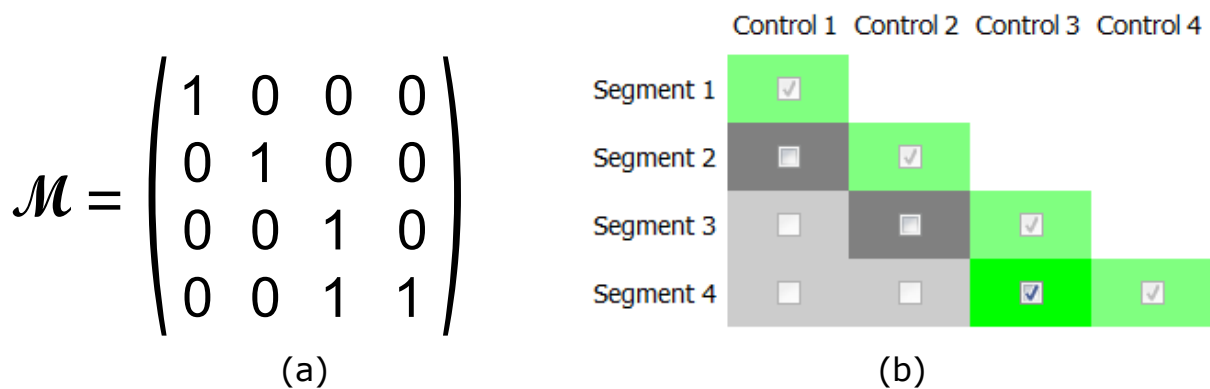 ℳ =
1 0 0 0
0 1 0 0
0 0 1 0
0 0 1 1
(a)
Control 1 Control 2 Control 3 Control 4
Segment 1
Segment 2
Segment 3
Segment 4
(b)